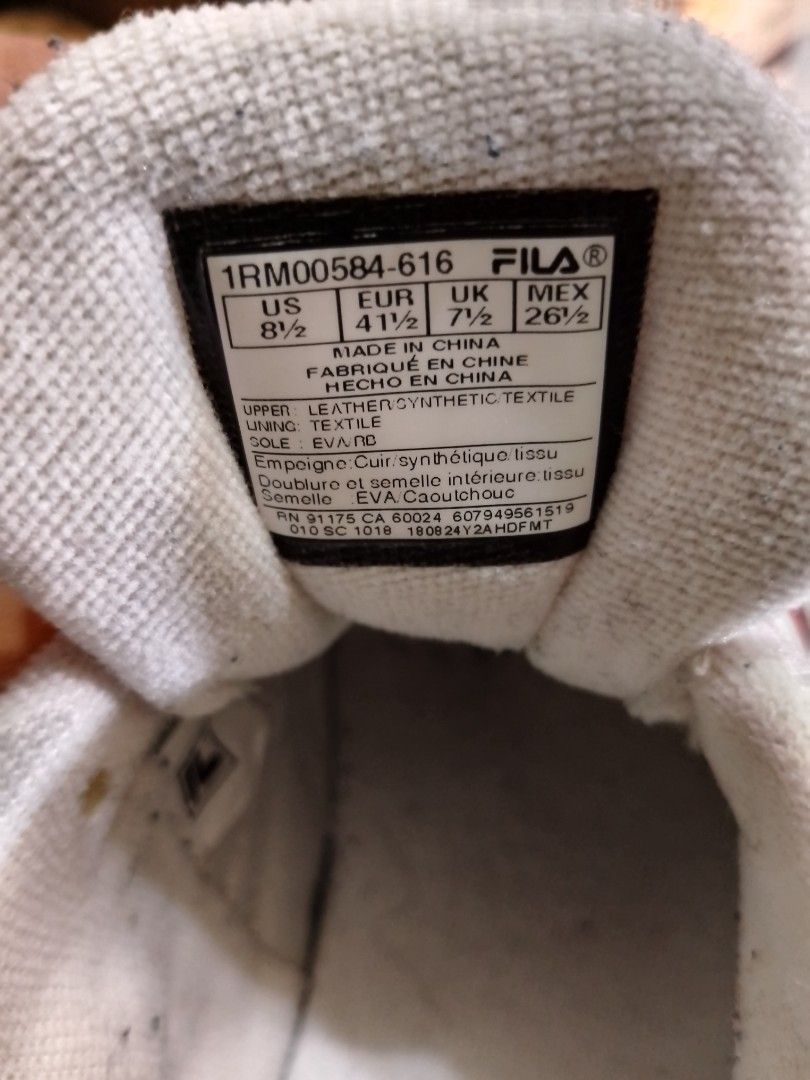 1RM00584-616 FILA®
US EUR UK MEX
8½ 41½ 7½ 26½
MADE IN CHINA
FABRIQUÉ EN CHINE
HECHO EN CHINA
UPPER: LEATHER/SYNTHETIC/TEXTILE
LINING: TEXTILE
SOLE : EVA/RB
Empeigne:Cuir/synthétique/tissu
Doublure et semelle intérieure:tissu
Semelle :EVA/Caoutchouc
RN 91175 CA 60024 607949561519
010 SC 1018 180824Y2AHDFMT